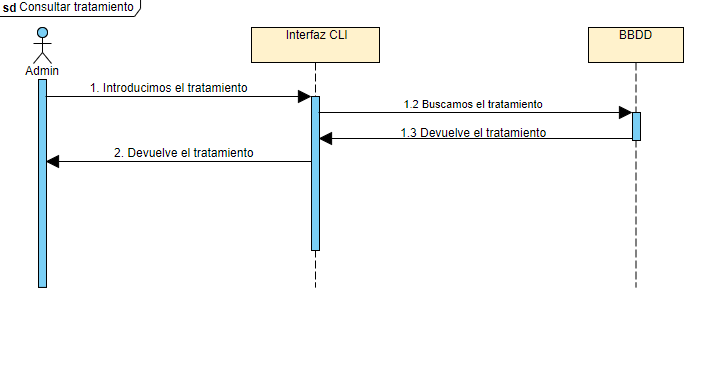 sd Consultar tratamiento
Interfaz CLI
BBDD
Admin
1. Introducimos el tratamiento
1.2 Buscamos el tratamiento
1.3 Devuelve el tratamiento
2. Devuelve el tratamiento